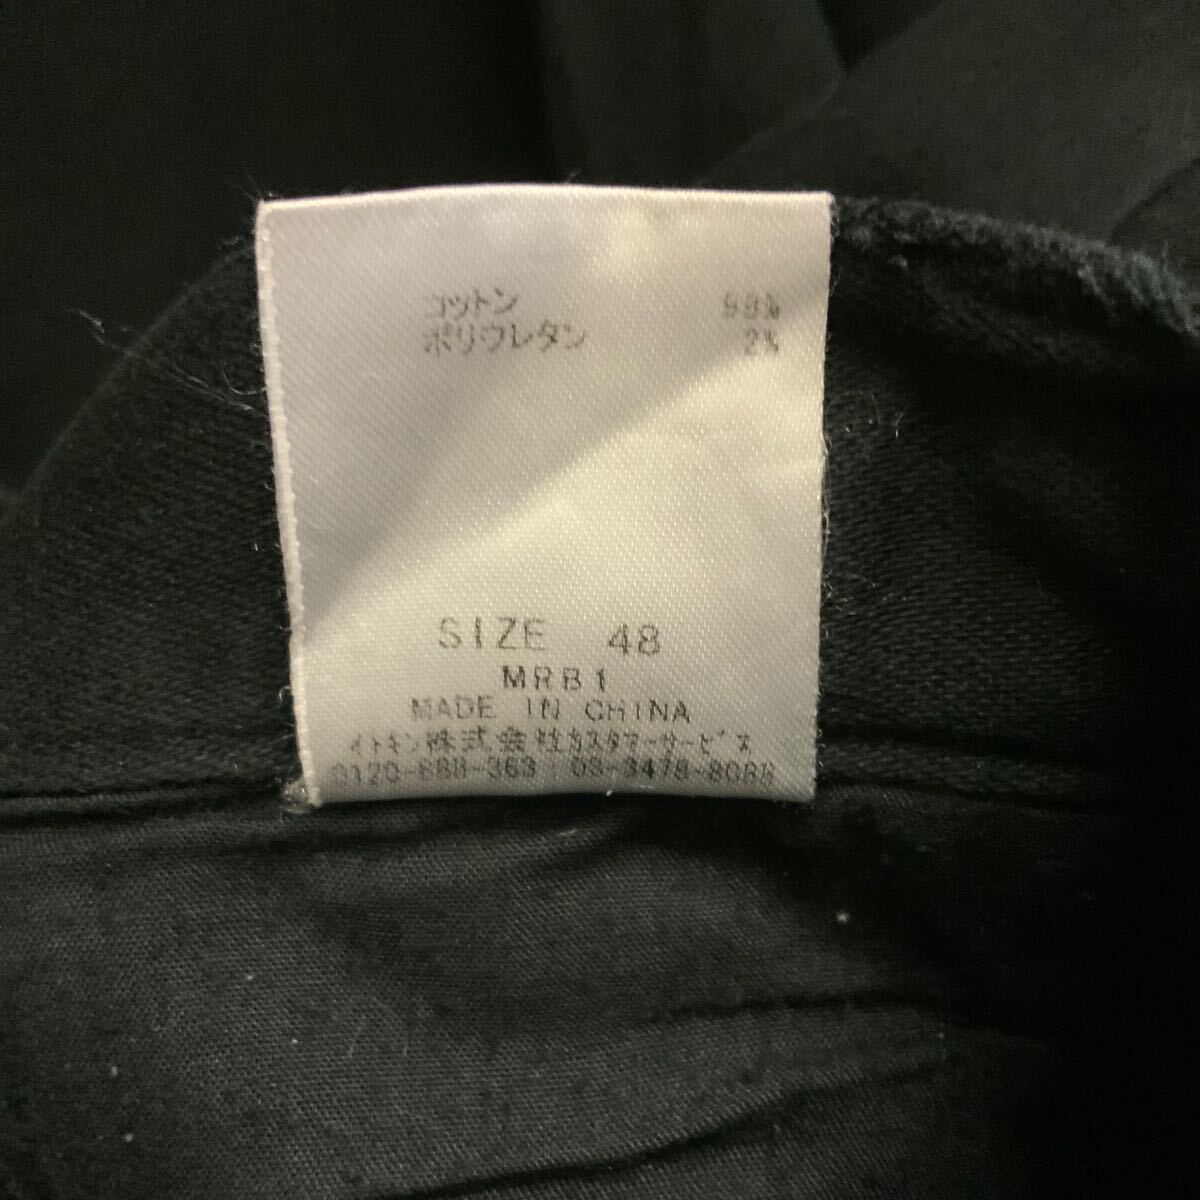 コットン 98%
ポリウレタン 2%
SIZE 48
MRB1
MADE IN CHINA
イトキン株式会社カスタマーサービス
0120-888-363 03-3478-8088